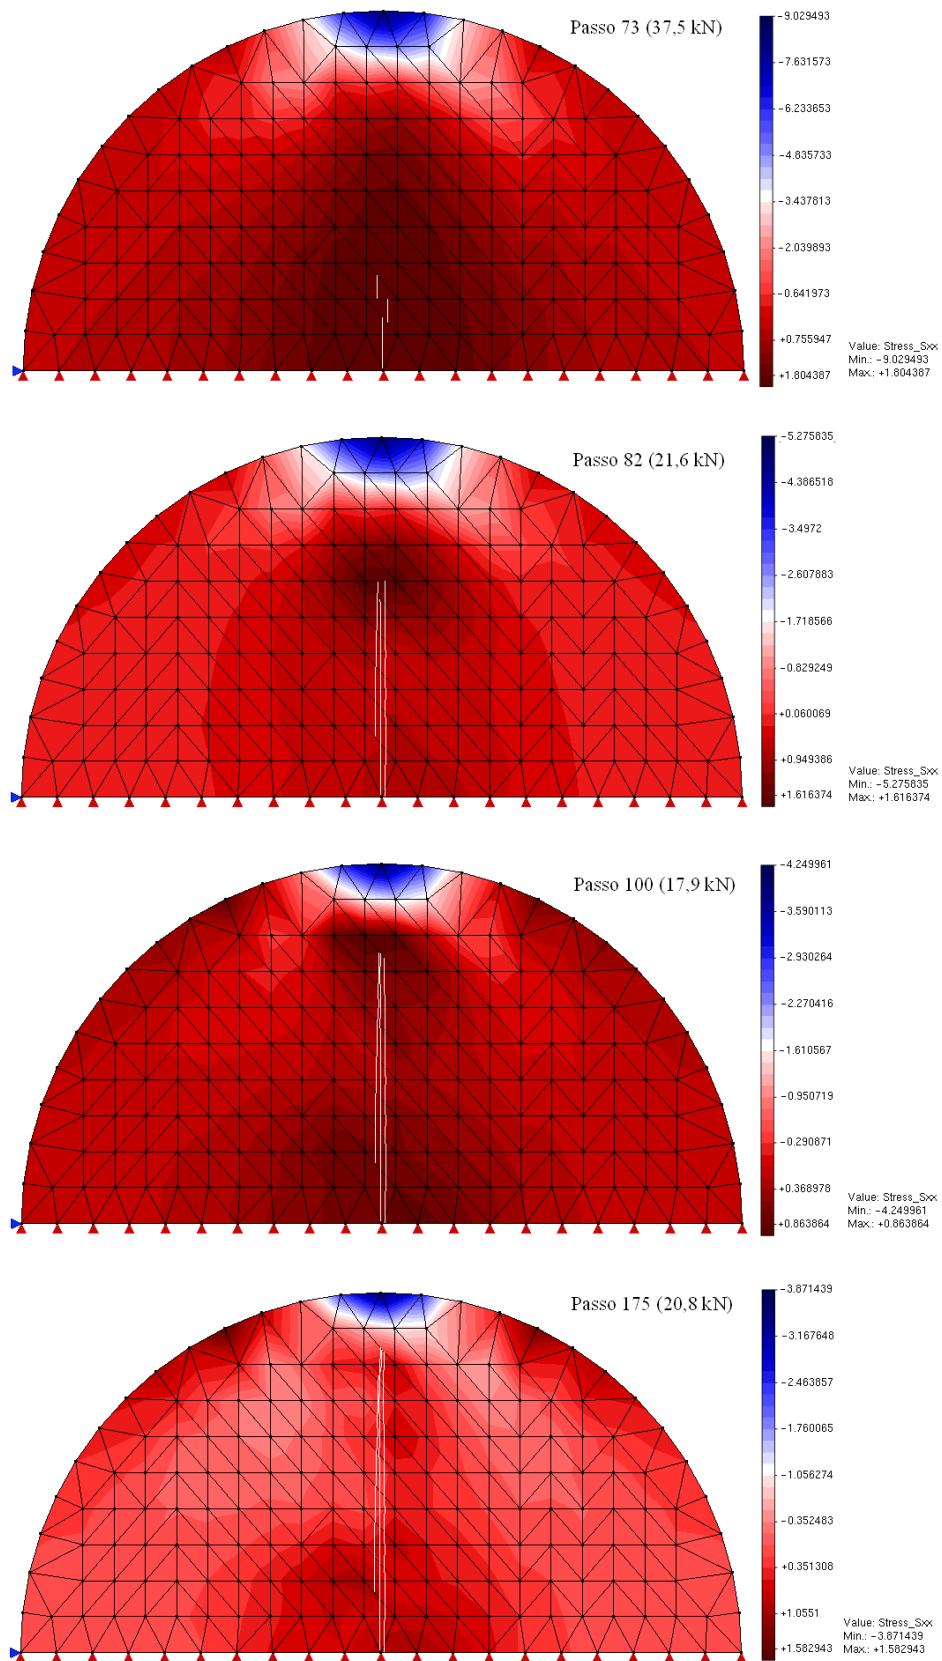 Passo 73 (37,5 kN)
-9.029493
-7.631573
-6.233653
-4.835733
-3.437813
-2.039893
-0.641973
+0.755947
+1.804387
Value: Stress_Sxx
Min.: -9.029493
Max.: +1.804387
Passo 82 (21,6 kN)
-5.275835
-4.386518
-3.4972
-2.607883
-1.718566
-0.829249
+0.060069
+0.949386
+1.616374
Value: Stress_Sxx
Min.: -5.275835
Max.: +1.616374
Passo 100 (17,9 kN)
-4.249961
-3.590113
-2.930264
-2.270416
-1.610567
-0.950719
-0.290871
+0.368978
+0.863864
Value: Stress_Sxx
Min.: -4.249961
Max.: +0.863864
Passo 175 (20,8 kN)
-3.871439
-3.167648
-2.463857
-1.760065
-1.056274
-0.352483
+0.351308
+1.0551
+1.582943
Value: Stress_Sxx
Min.: -3.871439
Max.: +1.582943